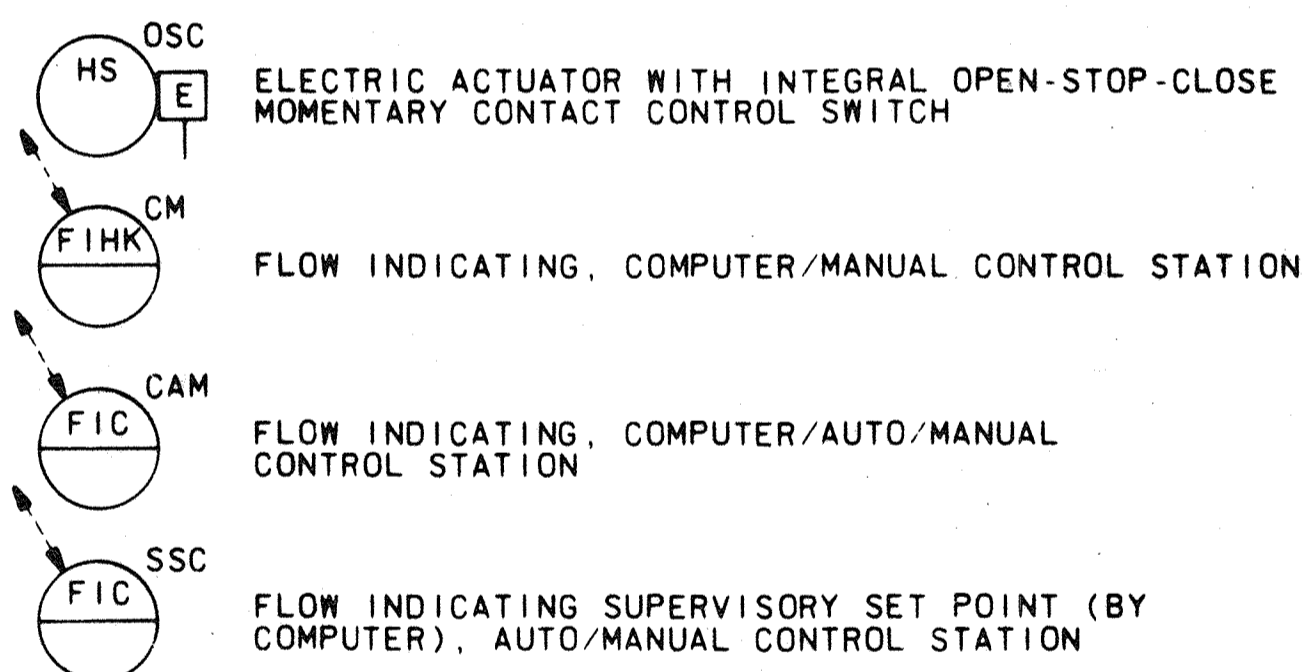 OSC
HS
E
ELECTRIC ACTUATOR WITH INTEGRAL OPEN-STOP-CLOSE
MOMENTARY CONTACT CONTROL SWITCH
CM
FIHK
FLOW INDICATING, COMPUTER/MANUAL CONTROL STATION
CAM
FIC
FLOW INDICATING, COMPUTER/AUTO/MANUAL
CONTROL STATION
SSC
FIC
FLOW INDICATING SUPERVISORY SET POINT (BY
COMPUTER), AUTO/MANUAL CONTROL STATION